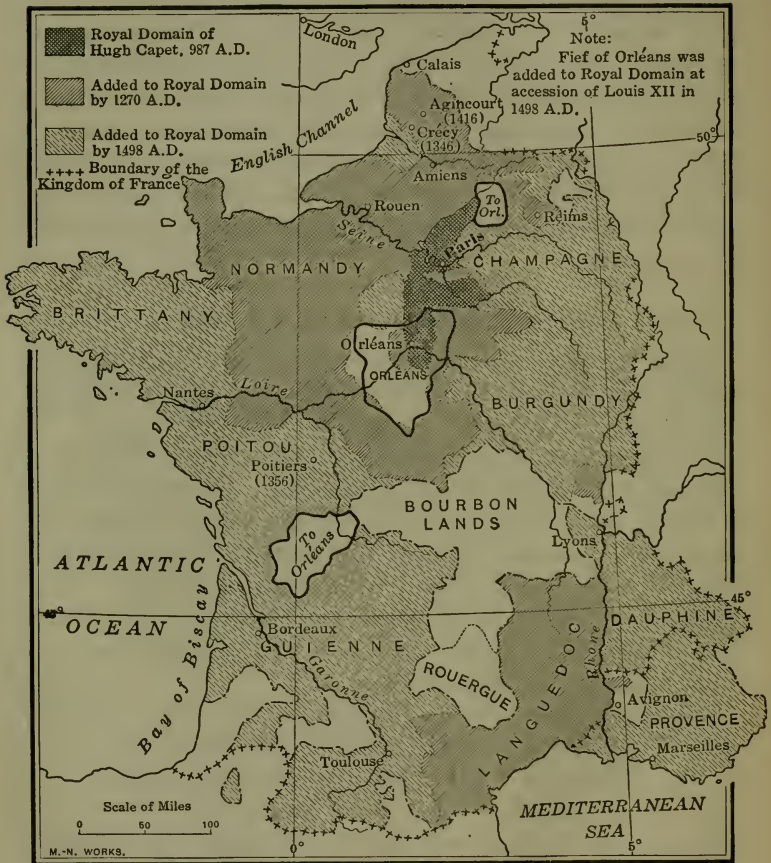 Royal Domain of
Hugh Capet, 987 A.D.
Added to Royal Domain
by 1270 A.D.
Added to Royal Domain
by 1498 A.D.
++++ Boundary of the
Kingdom of France
5°
Note:
Fief of Orléans was
added to Royal Domain at
accession of Louis XII in
1498 A.D.
London
Calais
Agincourt
(1416)
Crécy
(1346)
50°
English Channel
Amiens
To
Orl.
Rouen
Reims
Seine
Paris
NORMANDY
CHAMPAGNE
BRITTANY
Orléans
ORLÉANS
Nantes
Loire
BURGUNDY
POITOU
Poitiers
(1356)
BOURBON
LANDS
To
Orléans
Lyons
ATLANTIC
OCEAN
45°
45°
DAUPHINE
Bay of Biscay
Bordeaux
GUIENNE
Garonne
ROUERGUE
LANGUEDOC
Rhone
Avignon
PROVENCE
Marseilles
Toulouse
MEDITERRANEAN
SEA
Scale of Miles
0 50 100
M.-N. WORKS.
0°
5°